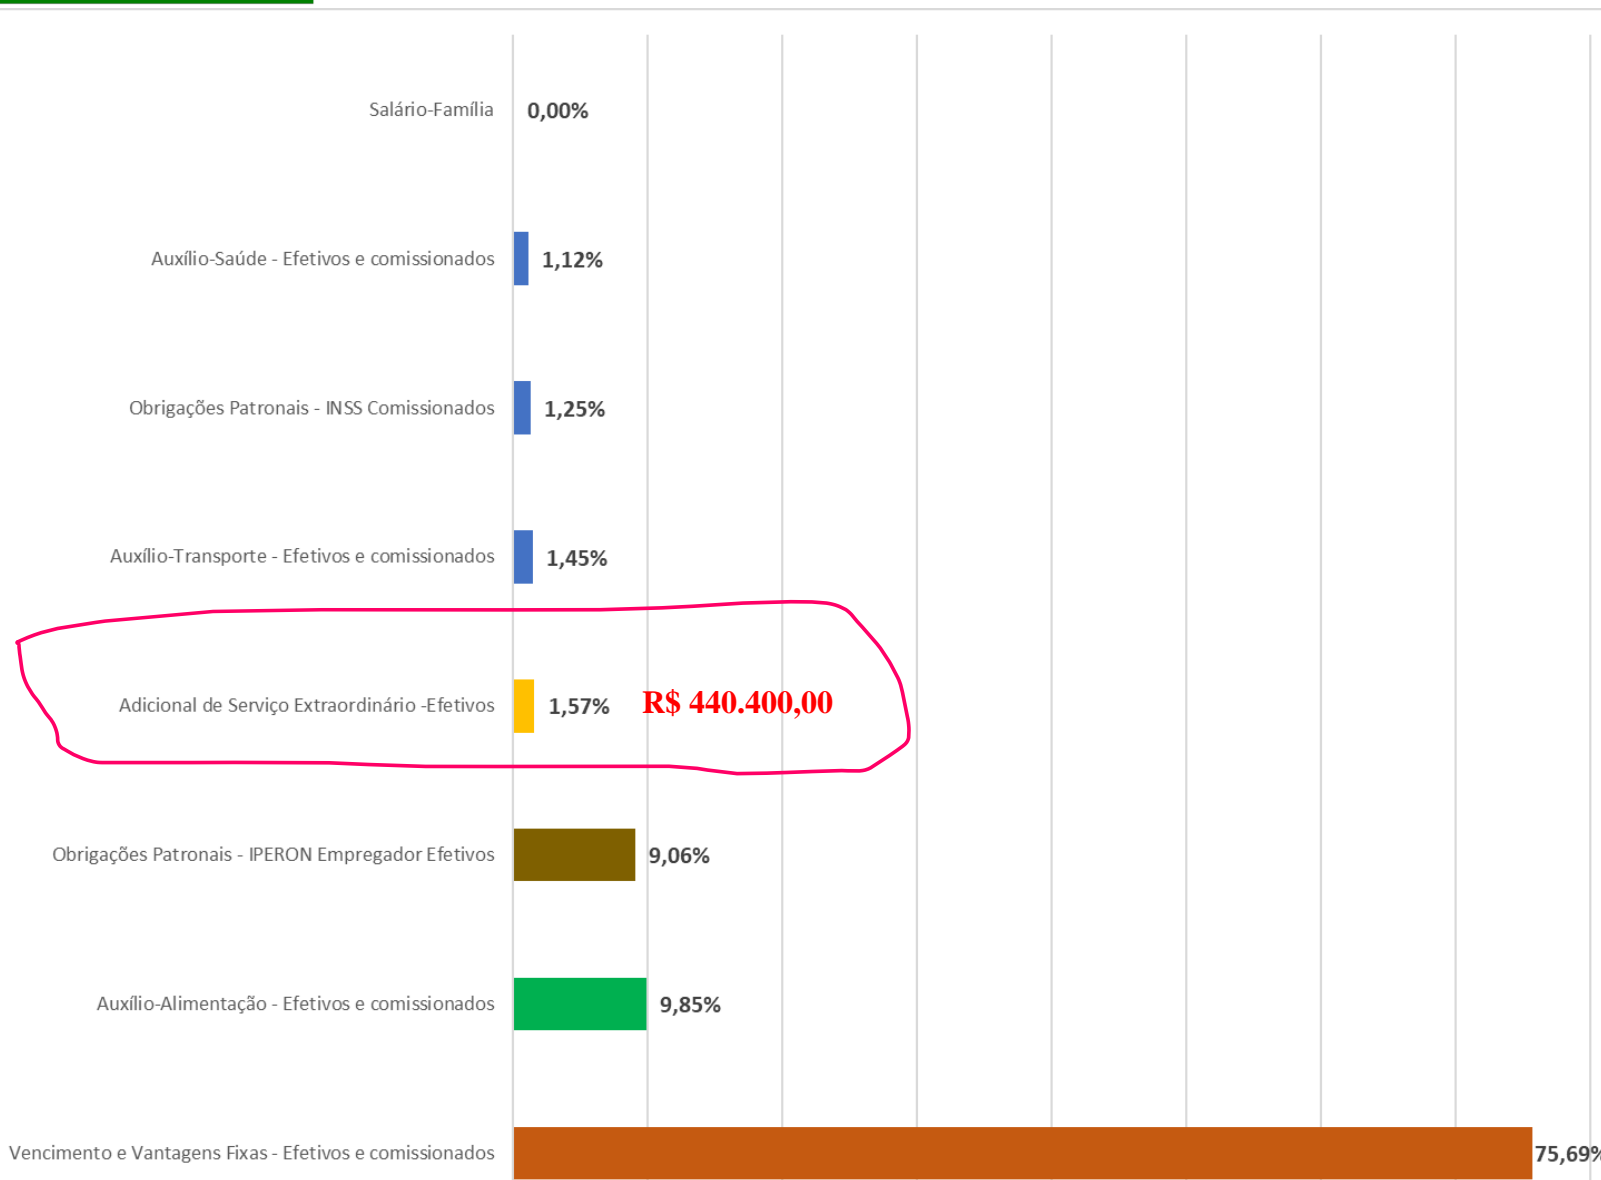 Salário-Família 0,00%
Auxílio-Saúde - Efetivos e comissionados 1,12%
Obrigações Patronais - INSS Comissionados 1,25%
Auxílio-Transporte - Efetivos e comissionados 1,45%
Adicional de Serviço Extraordinário -Efetivos 1,57% R$ 440.400,00
Obrigações Patronais - IPERON Empregador Efetivos 9,06%
Auxílio-Alimentação - Efetivos e comissionados 9,85%
Vencimento e Vantagens Fixas - Efetivos e comissionados 75,69%